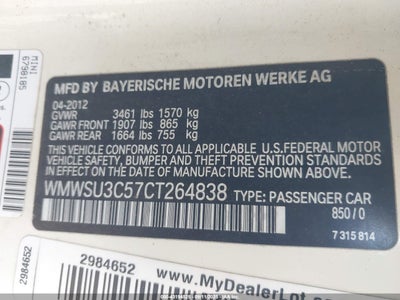 MINI
6798105
MFD BY BAYERISCHE MOTOREN WERKE AG
04-2012
GVWR 3461 lbs 1570 kg
GAWR FRONT 1907 lbs 865 kg
GAWR REAR 1664 lbs 755 kg
THIS VEHICLE CONFORMS TO ALL APPLICABLE
U.S.FEDERAL MOTOR
VEHICLE SAFETY, BUMPER, AND THEFT PREVENTION
STANDARDS IN EFFECT ON THE DATE OF MANUFACTURE
SHOWN ABOVE.
WMWSU3C57CT264838 TYPE: PASSENGER CAR
850/0
7 315 814
2984652
2984652
MyDealerLot.